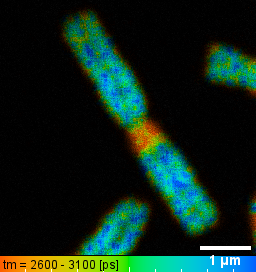 1 µm
tm = 2600 - 3100 [ps]